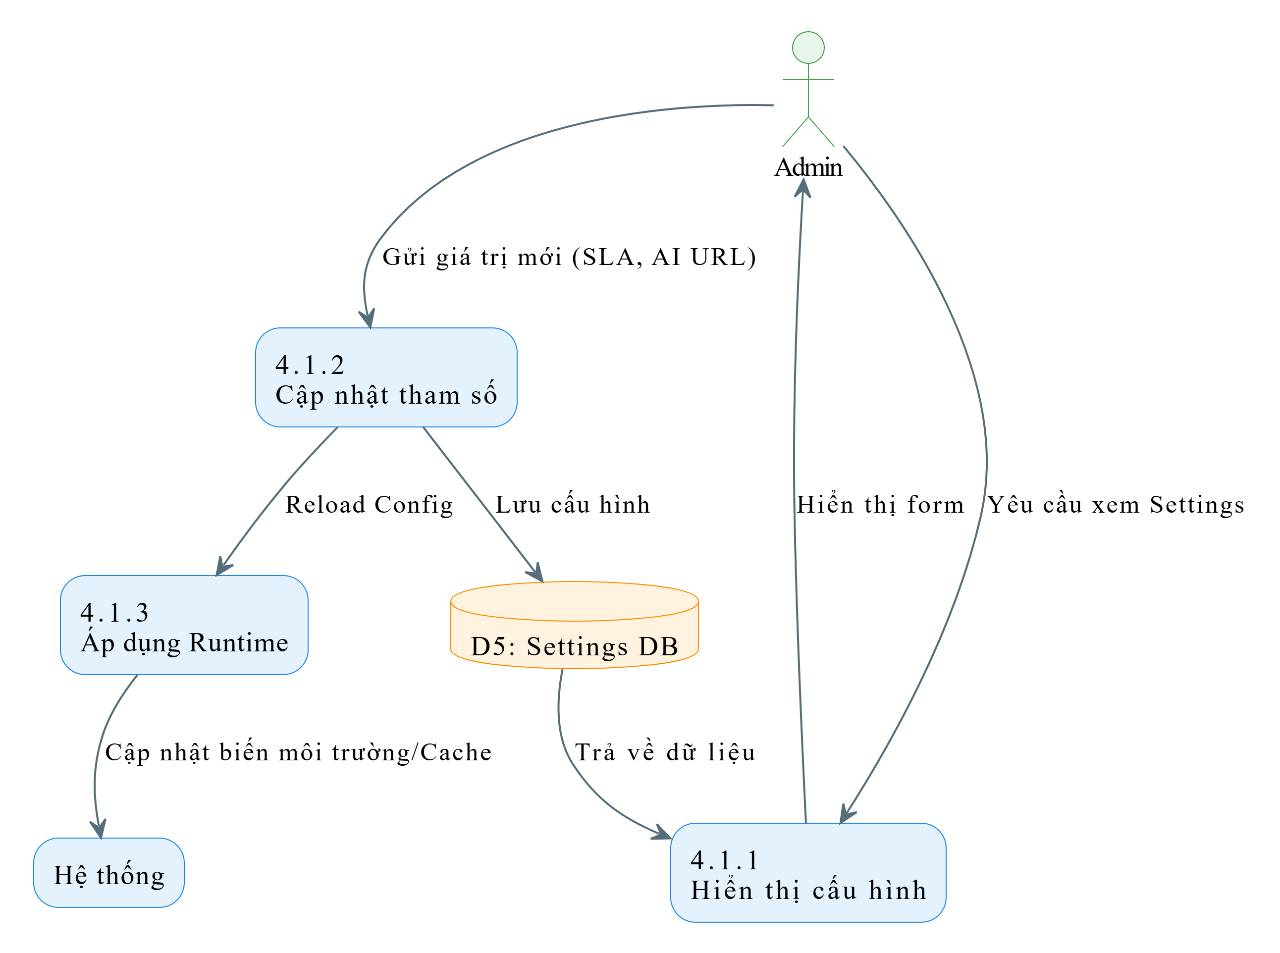 Admin
Gửi giá trị mới (SLA, AI URL)
4.1.2
Cập nhật tham số
Reload Config
Lưu cấu hình
Hiển thị form
Yêu cầu xem Settings
4.1.3
Áp dụng Runtime
D5: Settings DB
Cập nhật biến môi trường/Cache
Trả về dữ liệu
Hệ thống
4.1.1
Hiển thị cấu hình